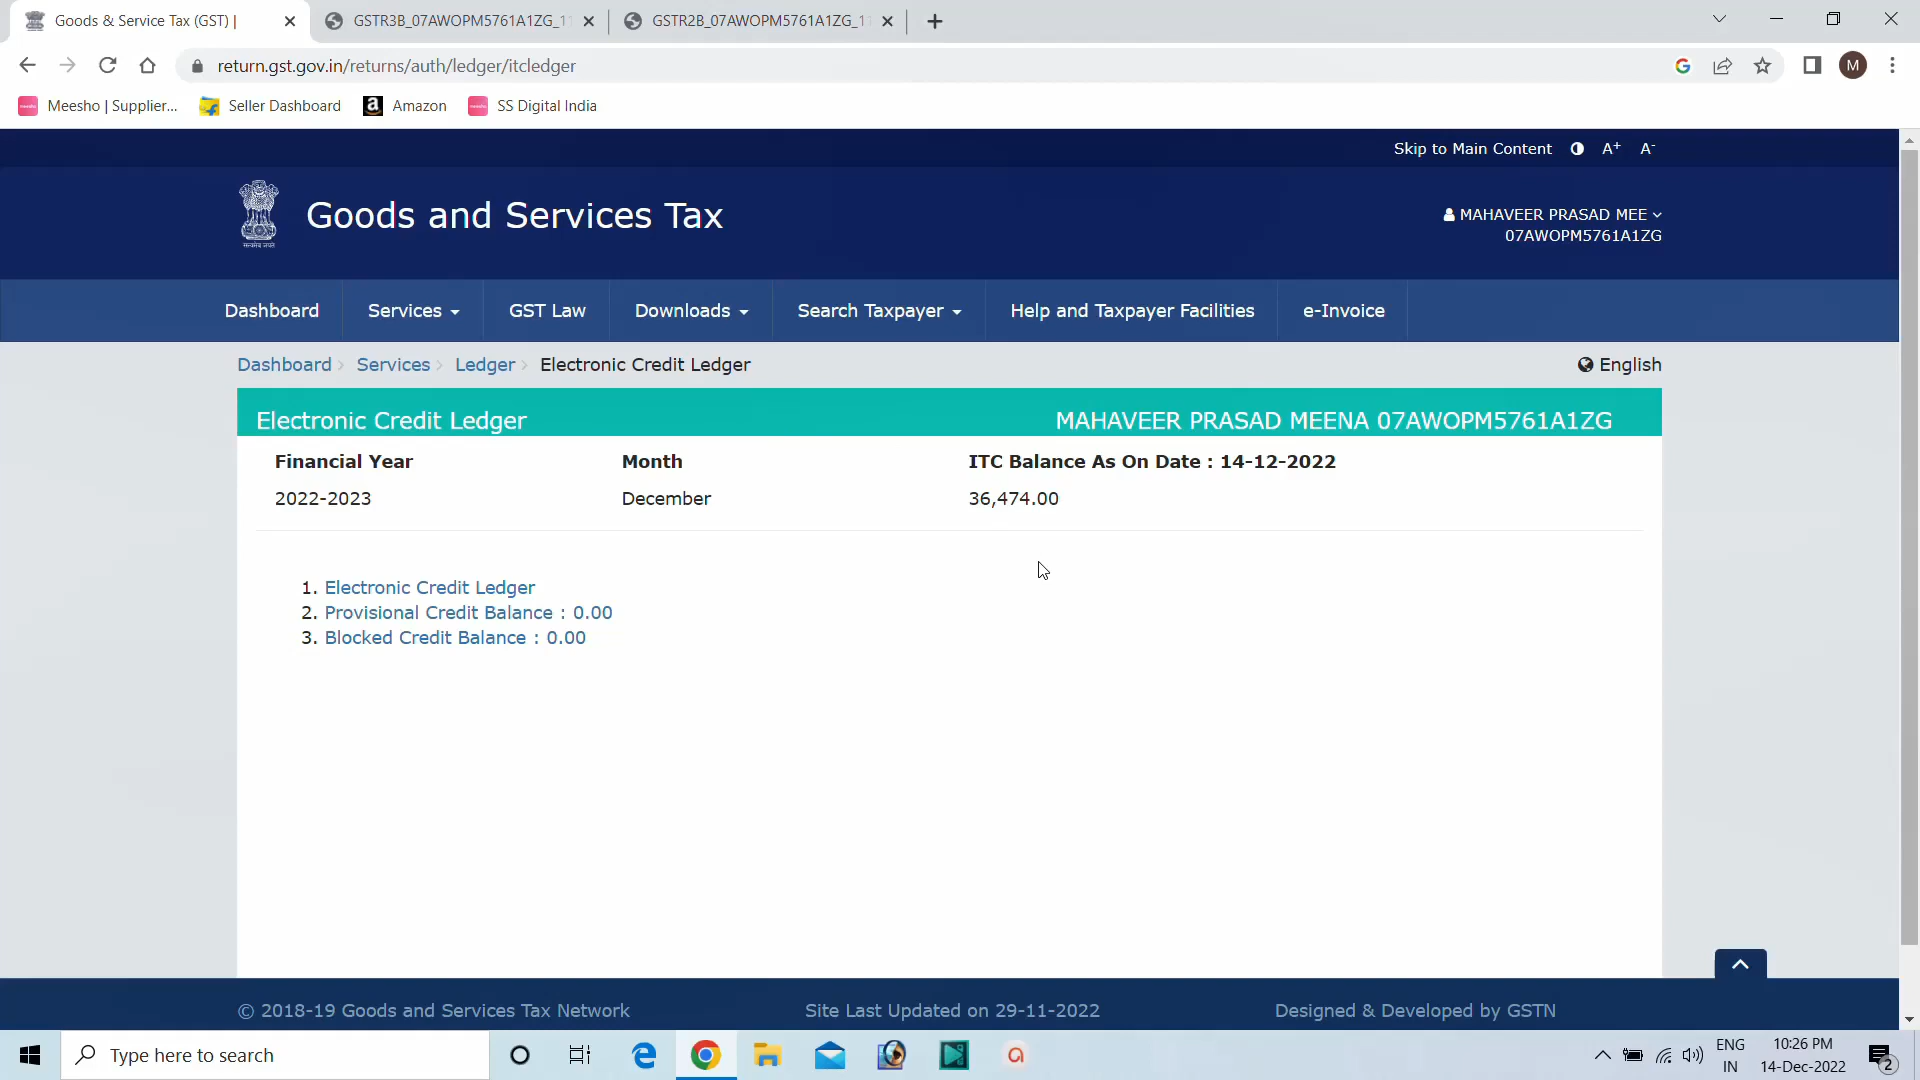 Goods & Service Tax (GST) |
GSTR3B_07AWOPM5761A1ZG_1
GSTR2B_07AWOPM5761A1ZG_1
return.gst.gov.in/returns/auth/ledger/itcledger
M
Meesho | Supplier...
Seller Dashboard
Amazon
SS Digital India
Skip to Main Content
A+
A-
सत्यमेव जयते
Goods and Services Tax
MAHAVEER PRASAD MEE
07AWOPM5761A1ZG
Dashboard
Services
GST Law
Downloads
Search Taxpayer
Help and Taxpayer Facilities
e-Invoice
Dashboard
Services
Ledger
Electronic Credit Ledger
English
Electronic Credit Ledger
MAHAVEER PRASAD MEENA 07AWOPM5761A1ZG
Financial Year
Month
ITC Balance As On Date : 14-12-2022
2022-2023
December
36,474.00
1. Electronic Credit Ledger
2. Provisional Credit Balance : 0.00
3. Blocked Credit Balance : 0.00
© 2018-19 Goods and Services Tax Network
Site Last Updated on 29-11-2022
Designed & Developed by GSTN
Type here to search
ENG
IN
10:26 PM
14-Dec-2022
2